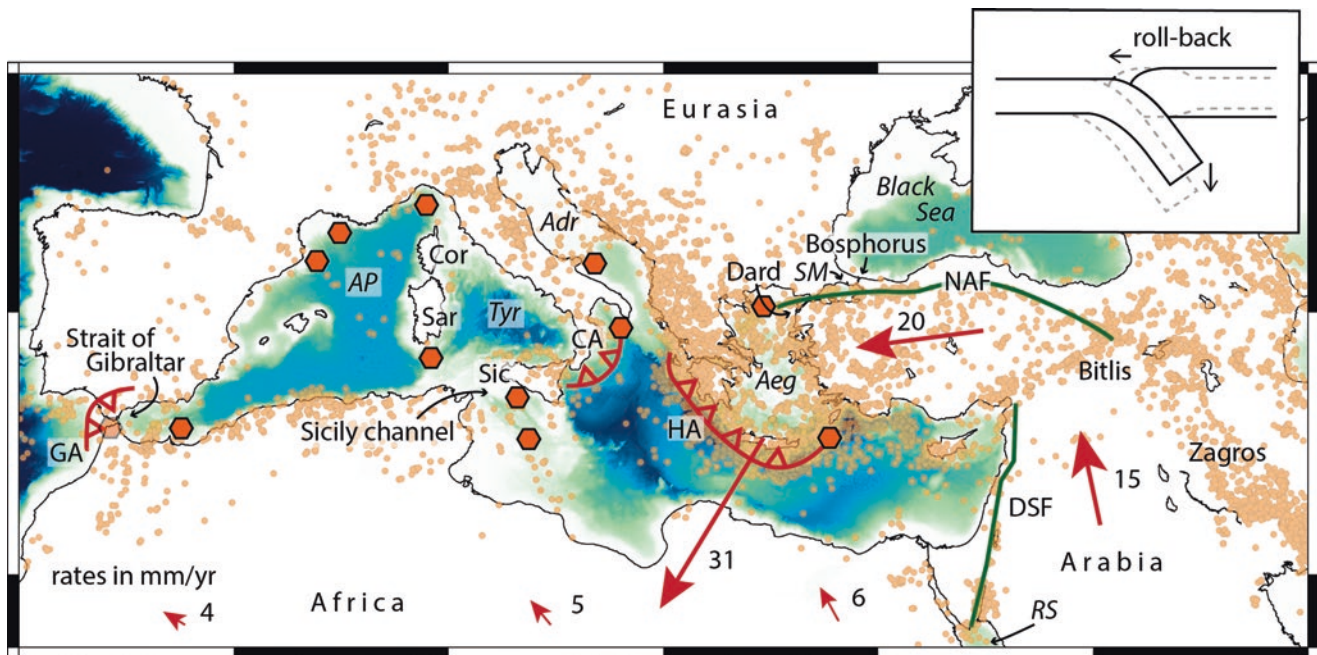 roll-back
Eurasia
Black
Sea
Adr
Bosphorus
Cor
Dard
SM
AP
NAF
Sar
Tyr
20
Strait of
Gibraltar
CA
Aeg
Bitlis
Sic
Sicily channel
HA
GA
Zagros
15
DSF
31
Arabia
rates in mm/yr
4
Africa
5
6
RS